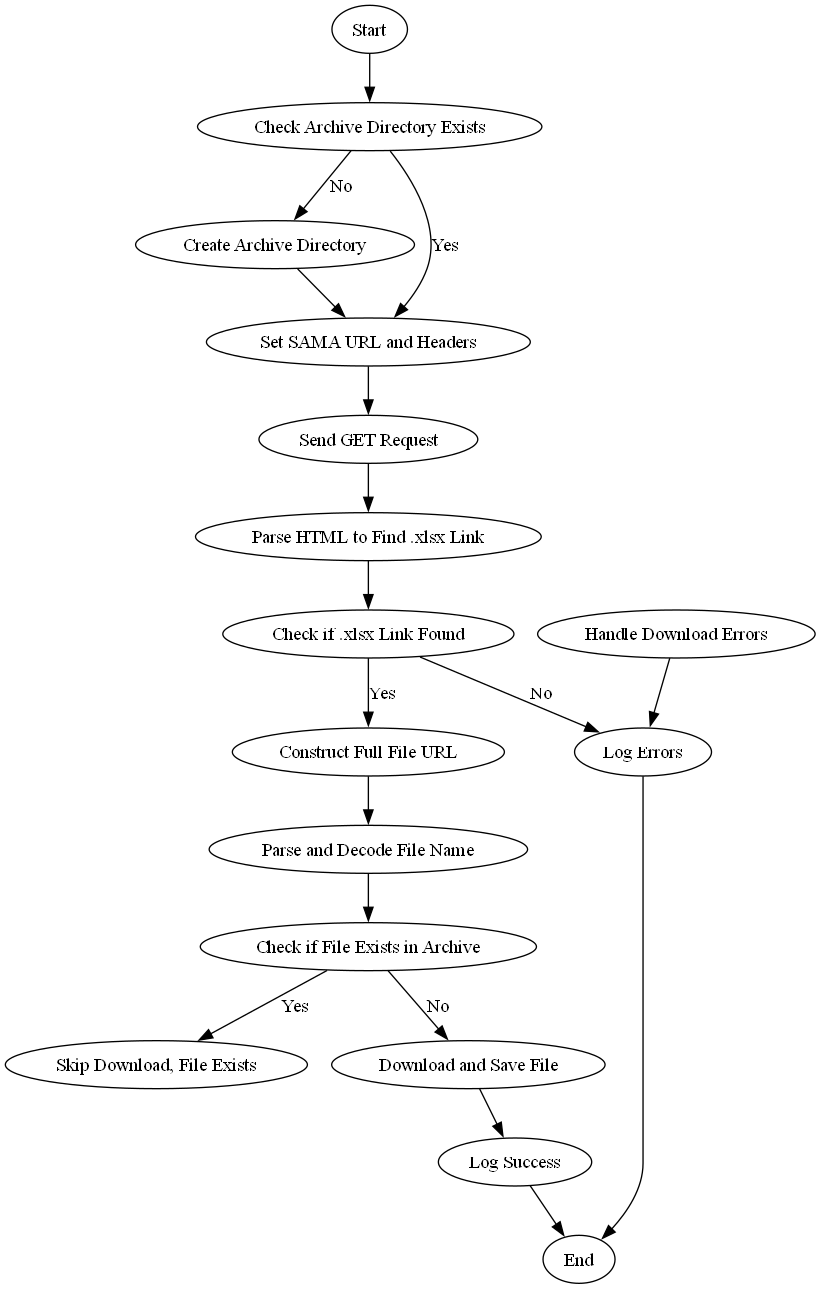 Start
Check Archive Directory Exists
No
Create Archive Directory
Yes
Set SAMA URL and Headers
Send GET Request
Parse HTML to Find .xlsx Link
Check if .xlsx Link Found
Handle Download Errors
Yes
No
Construct Full File URL
Log Errors
Parse and Decode File Name
Check if File Exists in Archive
Yes
No
Skip Download, File Exists
Download and Save File
Log Success
End